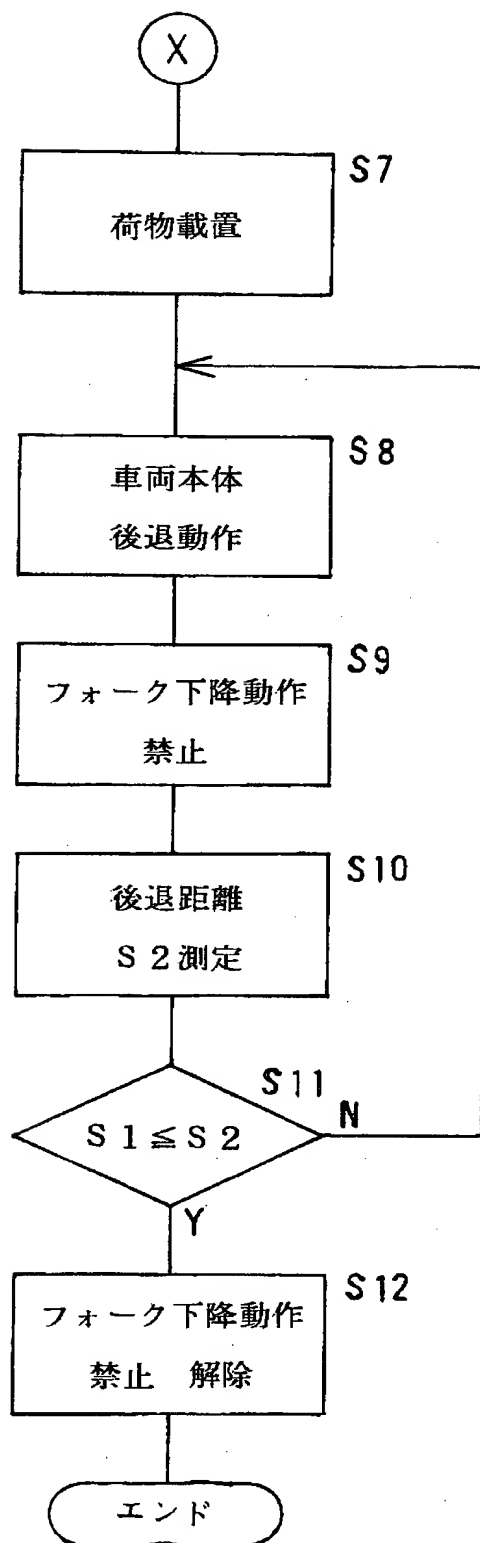 X
S7
荷物載置
S8
車両本体
後退動作
S9
フォーク下降動作
禁止
S10
後退距離
S2測定
S11
S1≦S2
N
Y
S12
フォーク下降動作
禁止 解除
エンド